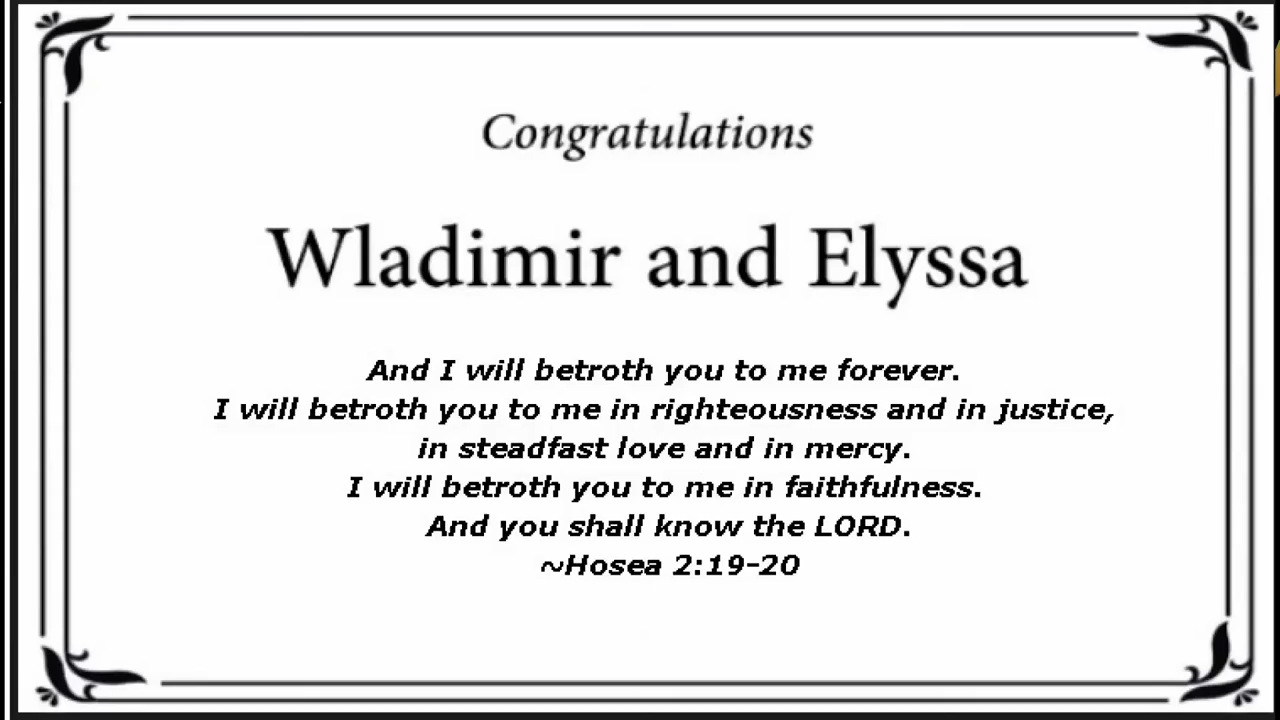 Congratulations
Wladimir and Elyssa
And I will betroth you to me forever.
I will betroth you to me in righteousness and in justice,
in steadfast love and in mercy.
I will betroth you to me in faithfulness.
And you shall know the LORD.
~Hosea 2:19-20